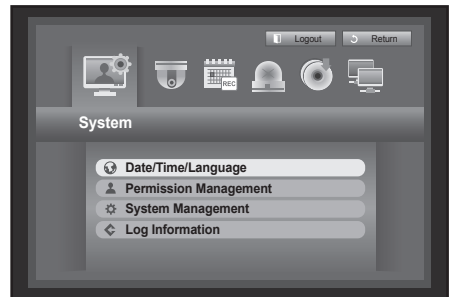 Logout Return
REC
System
Date/Time/Language
Permission Management
System Management
Log Information